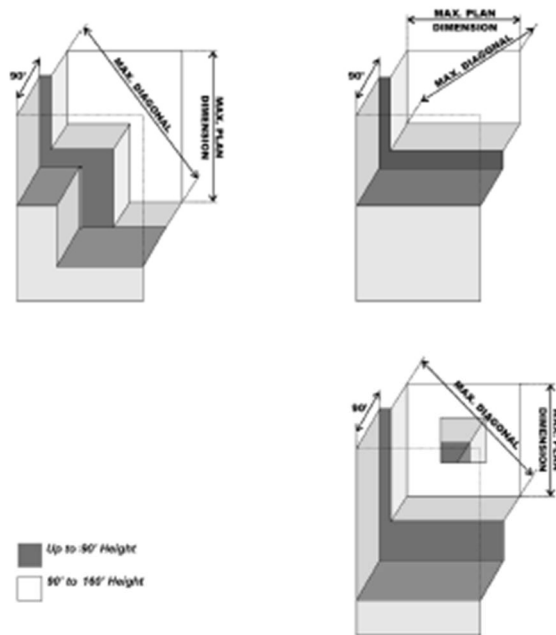 90'
MAX. DIAGONAL
MAX. PLAN
DIMENSION
MAX. PLAN
DIMENSION
90'
MAX. DIAGONAL
90'
MAX. DIAGONAL
DIMENSION
PLAN
Up to 90' Height
90' to 160' Height